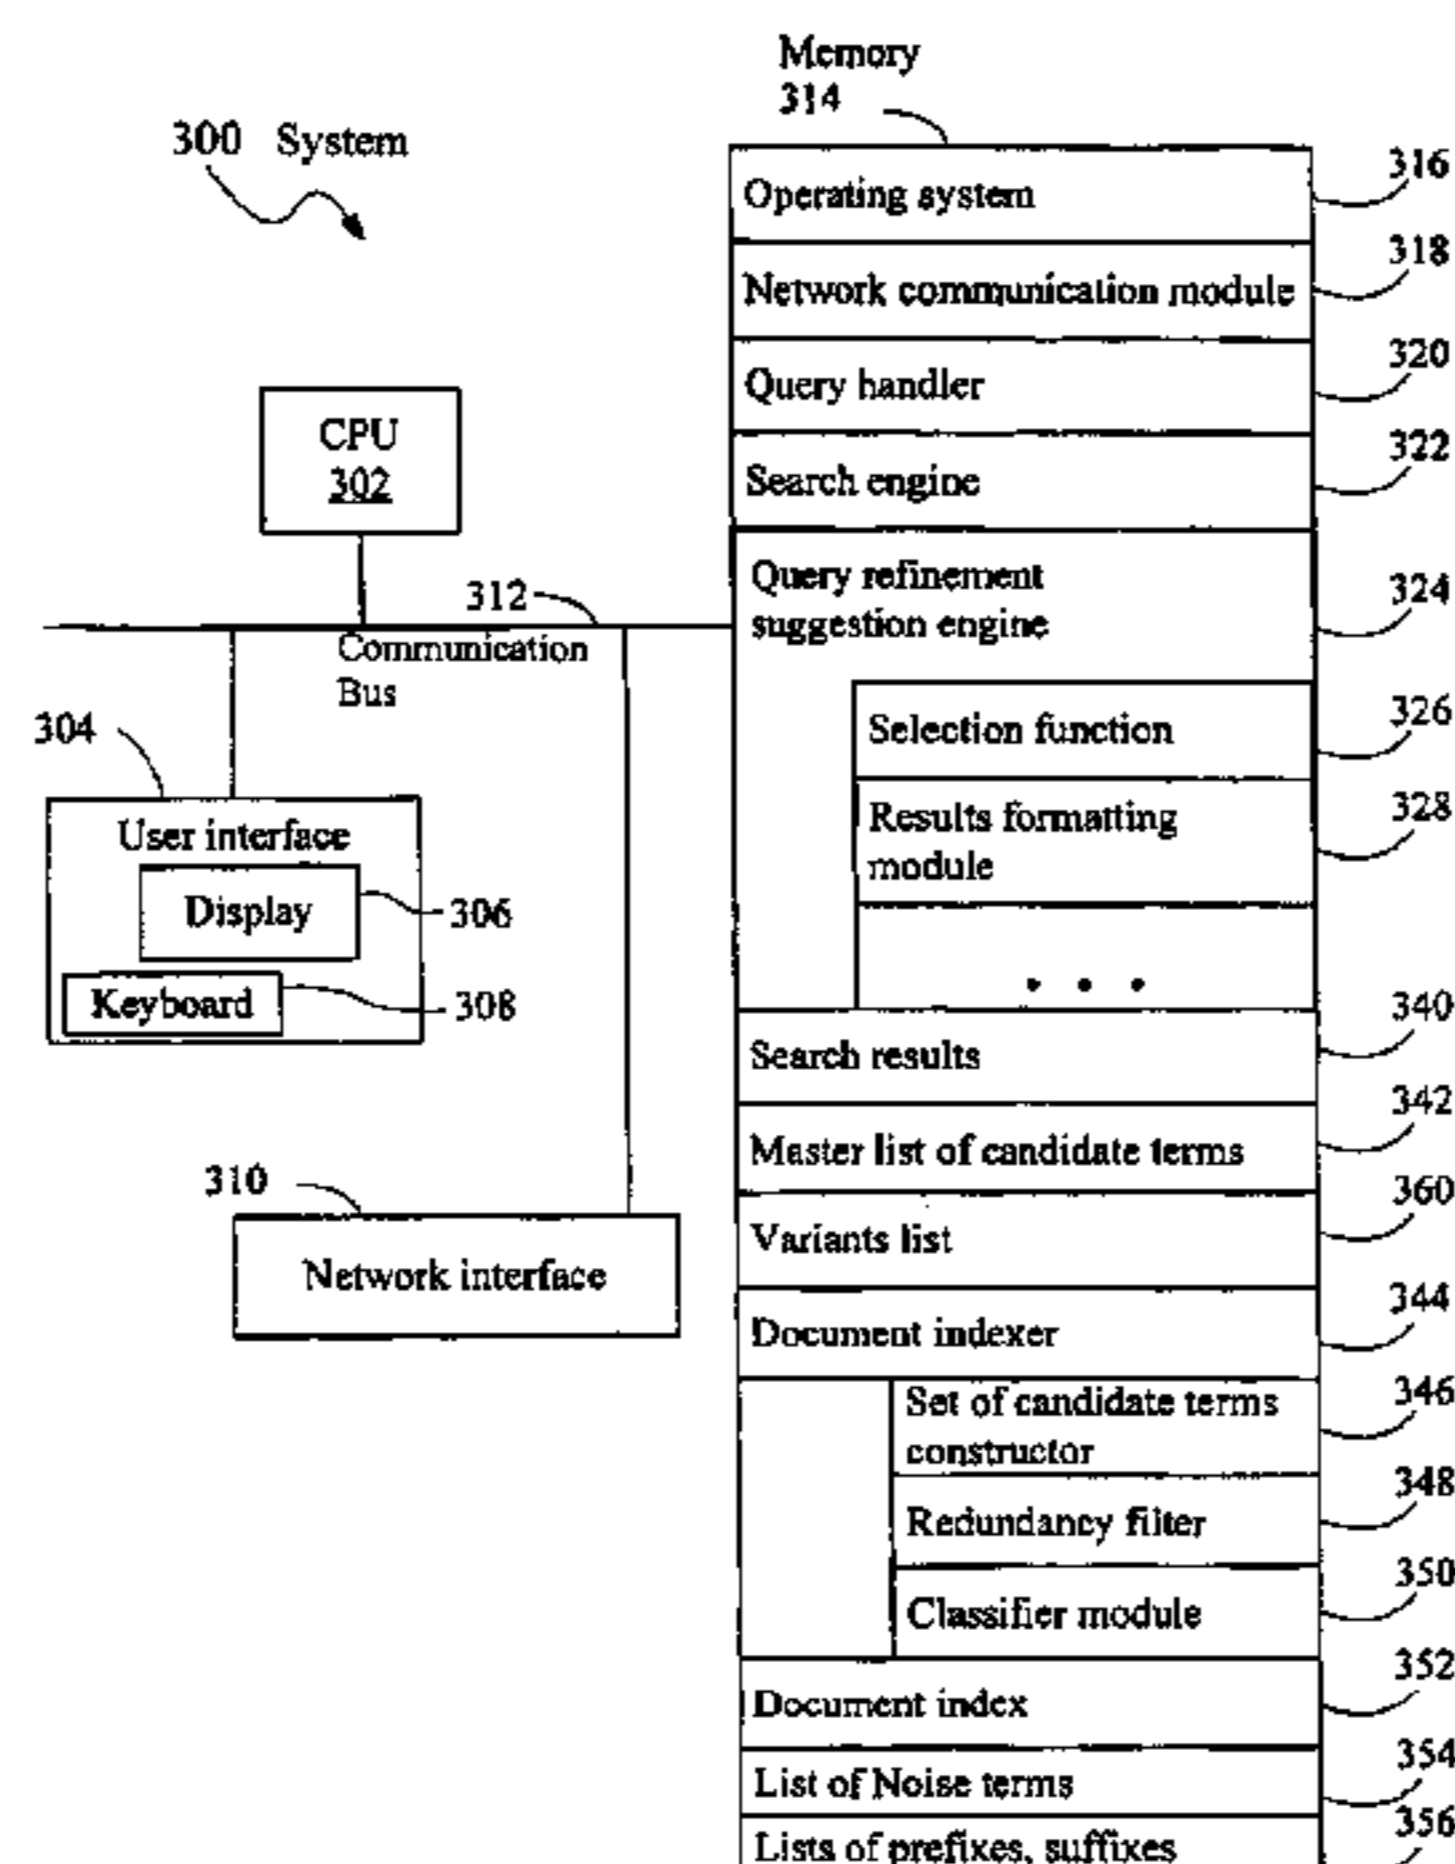 Memory
314
300 System
Operating system
316
Network communication module
318
Query handler
320
CPU
302
Search engine
322
Query refinement
suggestion engine
324
312
Communication
Bus
Selection function
326
304
Results formatting
module
328
User interface
Display
306
Keyboard
308
• • •
Search results
340
Master list of candidate terms
342
310
Variants list
360
Network interface
Document indexer
344
Set of candidate terms
constructor
346
Redundancy filter
348
Classifier module
350
Document index
352
List of Noise terms
354
Lists of prefixes, suffixes
356